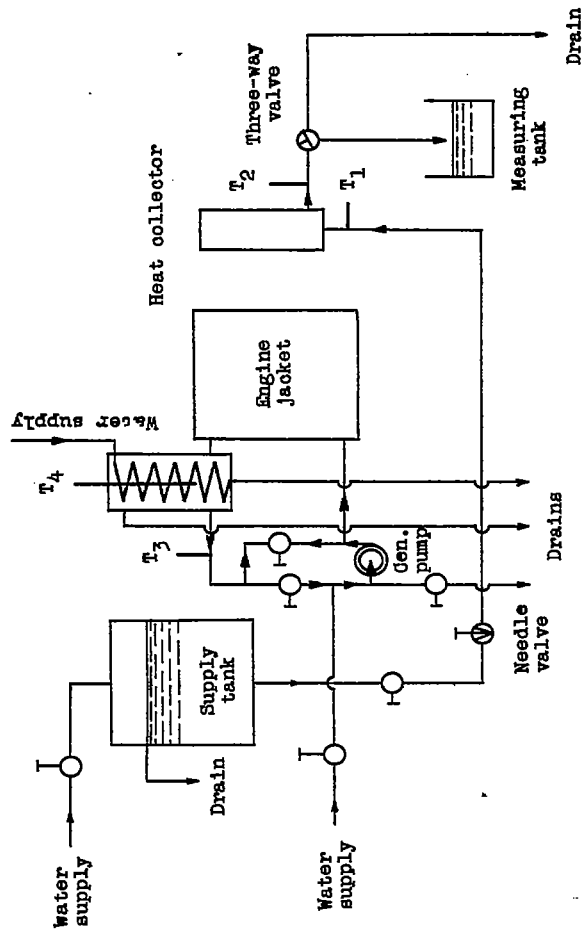 Heat collector
Three-way
valve
T2
T1
Drain
Measuring
tank
Water supply
T4
Engine
jacket
T3
Gen.
pump
Drains
Water
supply
Supply
tank
Drain
Water
supply
Needle
valve